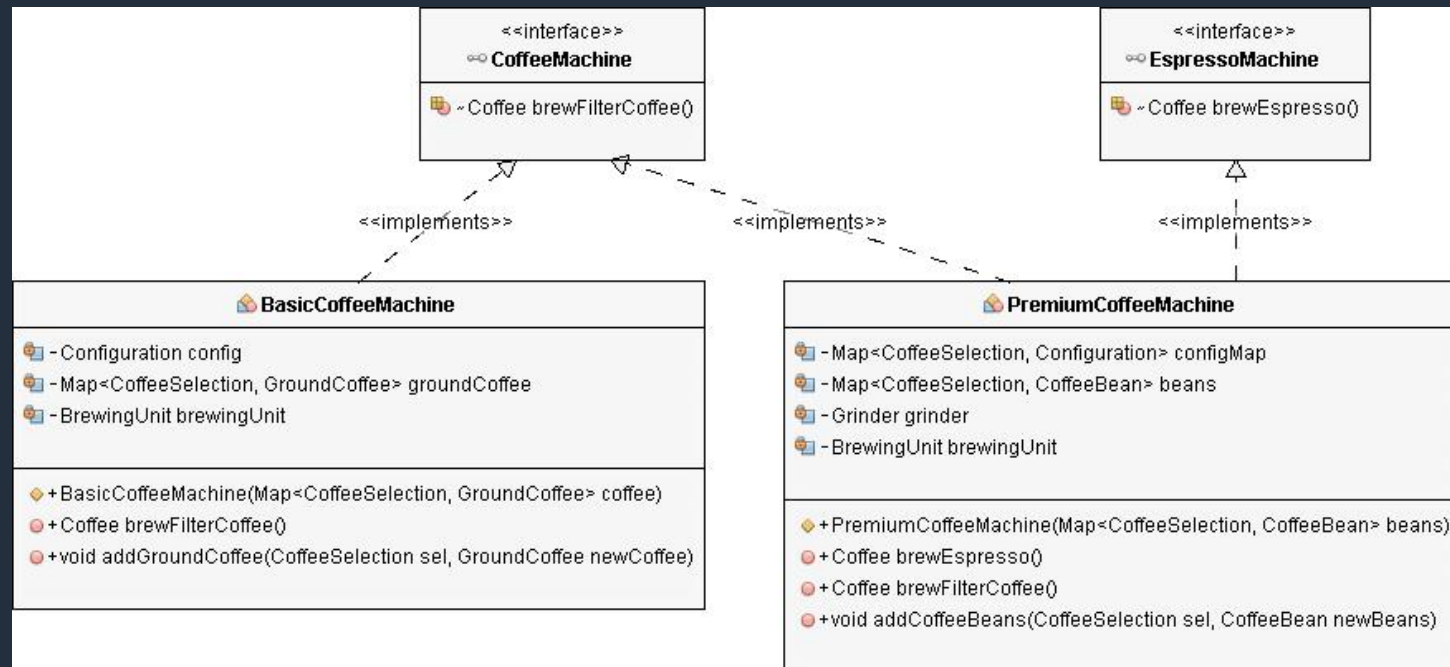 <<interface>>
CoffeeMachine
~Coffee brewFilterCoffee()
<<interface>>
EspressoMachine
~Coffee brewEspresso()
<<implements>>
<<implements>>
<<implements>>
BasicCoffeeMachine
-Configuration config
-Map<CoffeeSelection, GroundCoffee> groundCoffee
-BrewingUnit brewingUnit
+BasicCoffeeMachine(Map<CoffeeSelection, GroundCoffee> coffee)
+Coffee brewFilterCoffee()
+void addGroundCoffee(CoffeeSelection sel, GroundCoffee newCoffee)
PremiumCoffeeMachine
-Map<CoffeeSelection, Configuration> configMap
-Map<CoffeeSelection, CoffeeBean> beans
-Grinder grinder
-BrewingUnit brewingUnit
+PremiumCoffeeMachine(Map<CoffeeSelection, CoffeeBean> beans)
+Coffee brewEspresso()
+Coffee brewFilterCoffee()
+void addCoffeeBeans(CoffeeSelection sel, CoffeeBean newBeans)